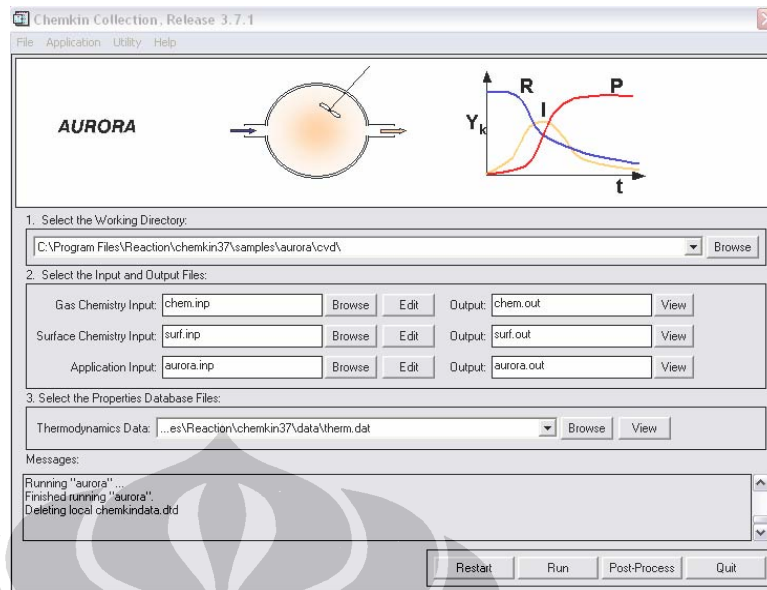 Chemkin Collection, Release 3.7.1
File Application Utility Help
AURORA
R
P
I
Y_k
t
1. Select the Working Directory:
C:\Program Files\Reaction\chemkin37\samples\aurora\cvd\ Browse
2. Select the Input and Output Files:
Gas Chemistry Input: chem.inp Browse Edit Output: chem.out View
Surface Chemistry Input: surf.inp Browse Edit Output: surf.out View
Application Input: aurora.inp Browse Edit Output: aurora.out View
3. Select the Properties Database Files:
Thermodynamics Data: ...es\Reaction\chemkin37\data\therm.dat Browse View
Messages:
Running "aurora" ...
Finished running "aurora".
Deleting local chemkindata.dtd
Restart Run Post-Process Quit